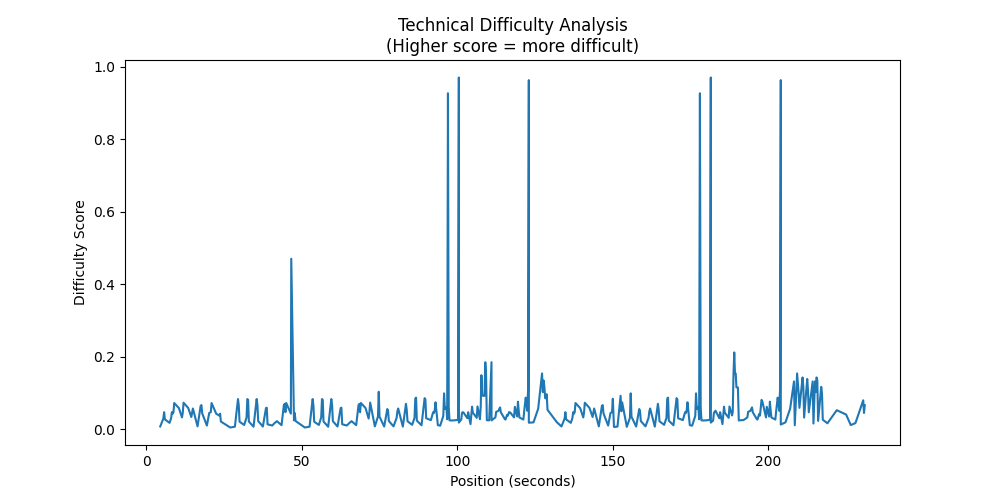 Technical Difficulty Analysis
(Higher score = more difficult)
1.0
0.8
0.6
0.4
0.2
0.0
Difficulty Score
0 50 100 150 200
Position (seconds)